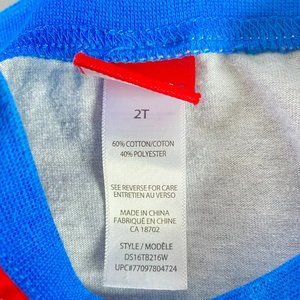 2T
60% COTTON/COTON
40% POLYESTER
SEE REVERSE FOR CARE
ENTRETIEN AU VERSO
MADE IN CHINA
FABRIQUÉ EN CHINE
CA 18702
STYLE / MODÈLE
DS16TB216W
UPC#77097804724